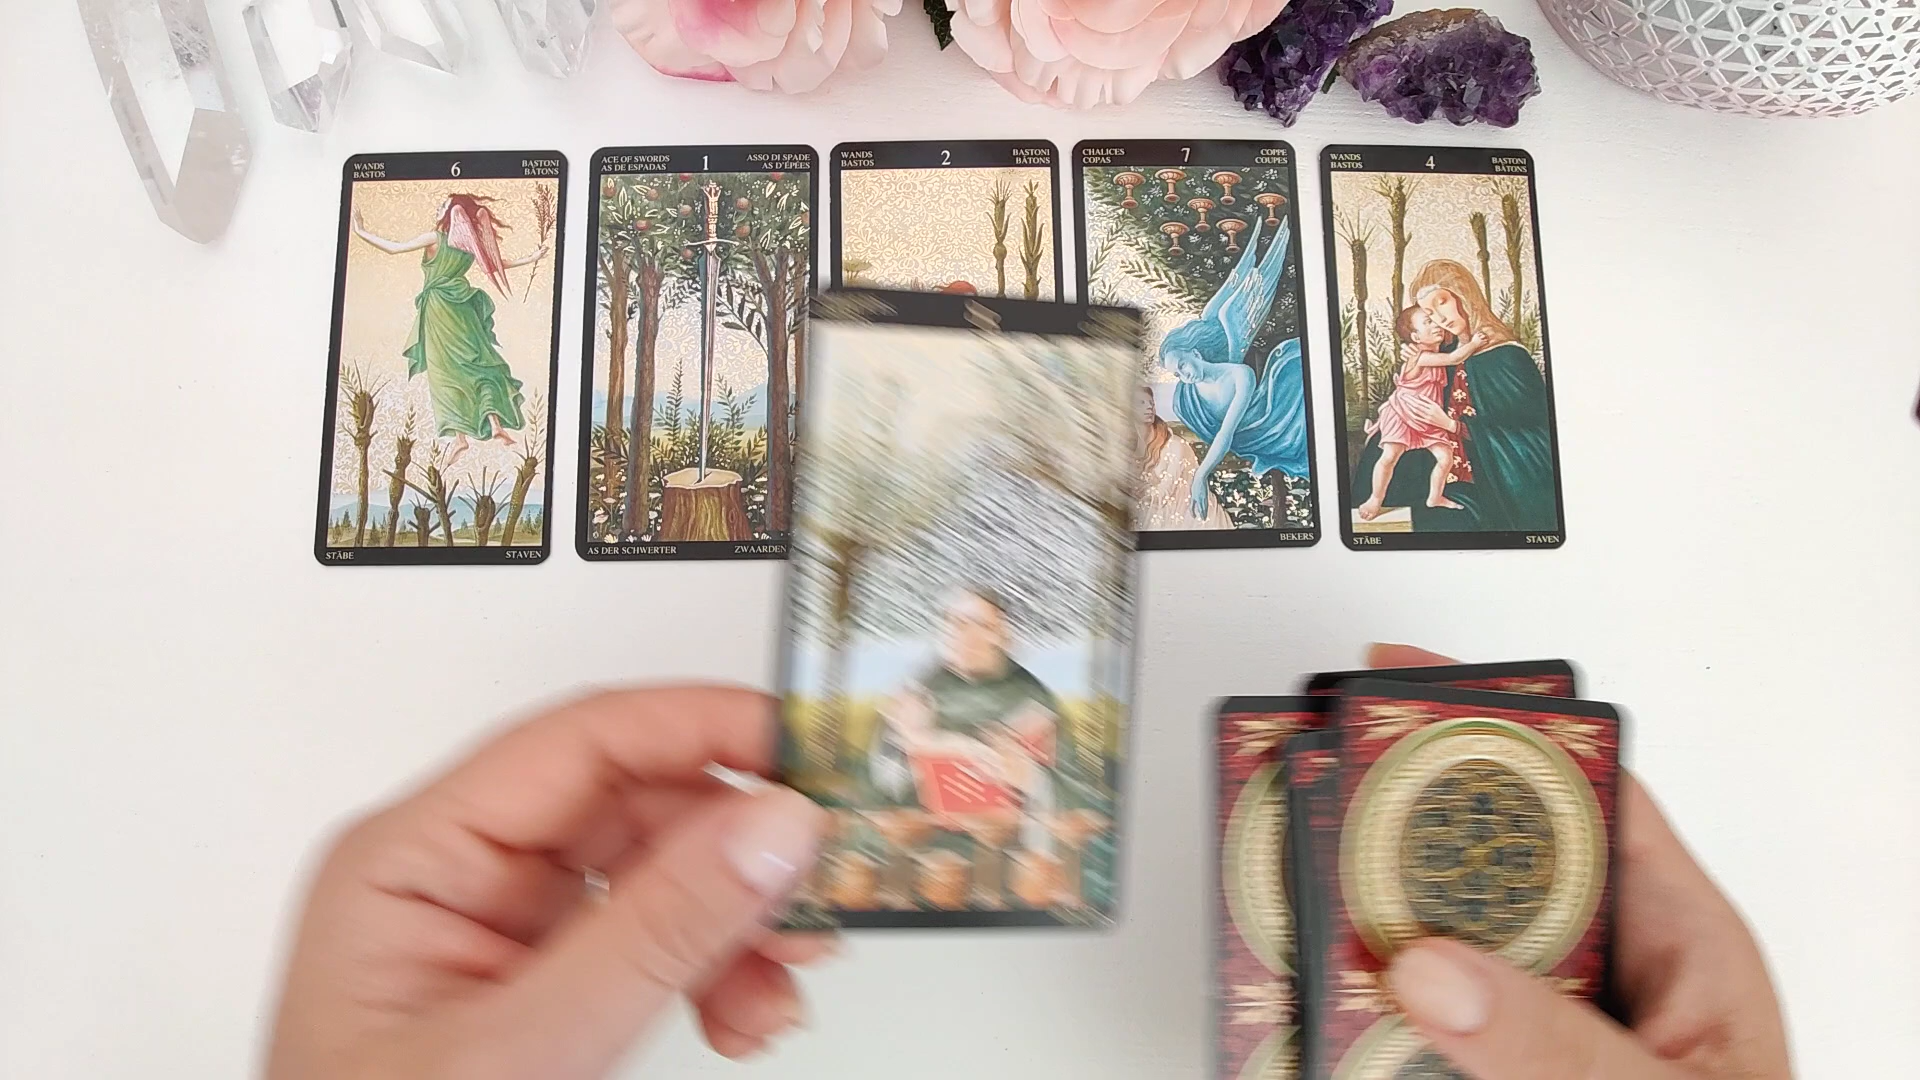 WANDS 6 BASTONI
BASTOS BÂTONS
STÄBE STAVEN
ACE OF SWORDS 1 ASSO DI SPADE
AS DE ESPADAS AS D'ÉPÉES
AS DER SCHWERTER ZWAARDEN
WANDS 2 BASTONI
BASTOS BÂTONS
CHALICES 7 COPPE
COPAS COUPES
BEKERS
WANDS 4 BASTONI
BASTOS BÂTONS
STÄBE STAVEN